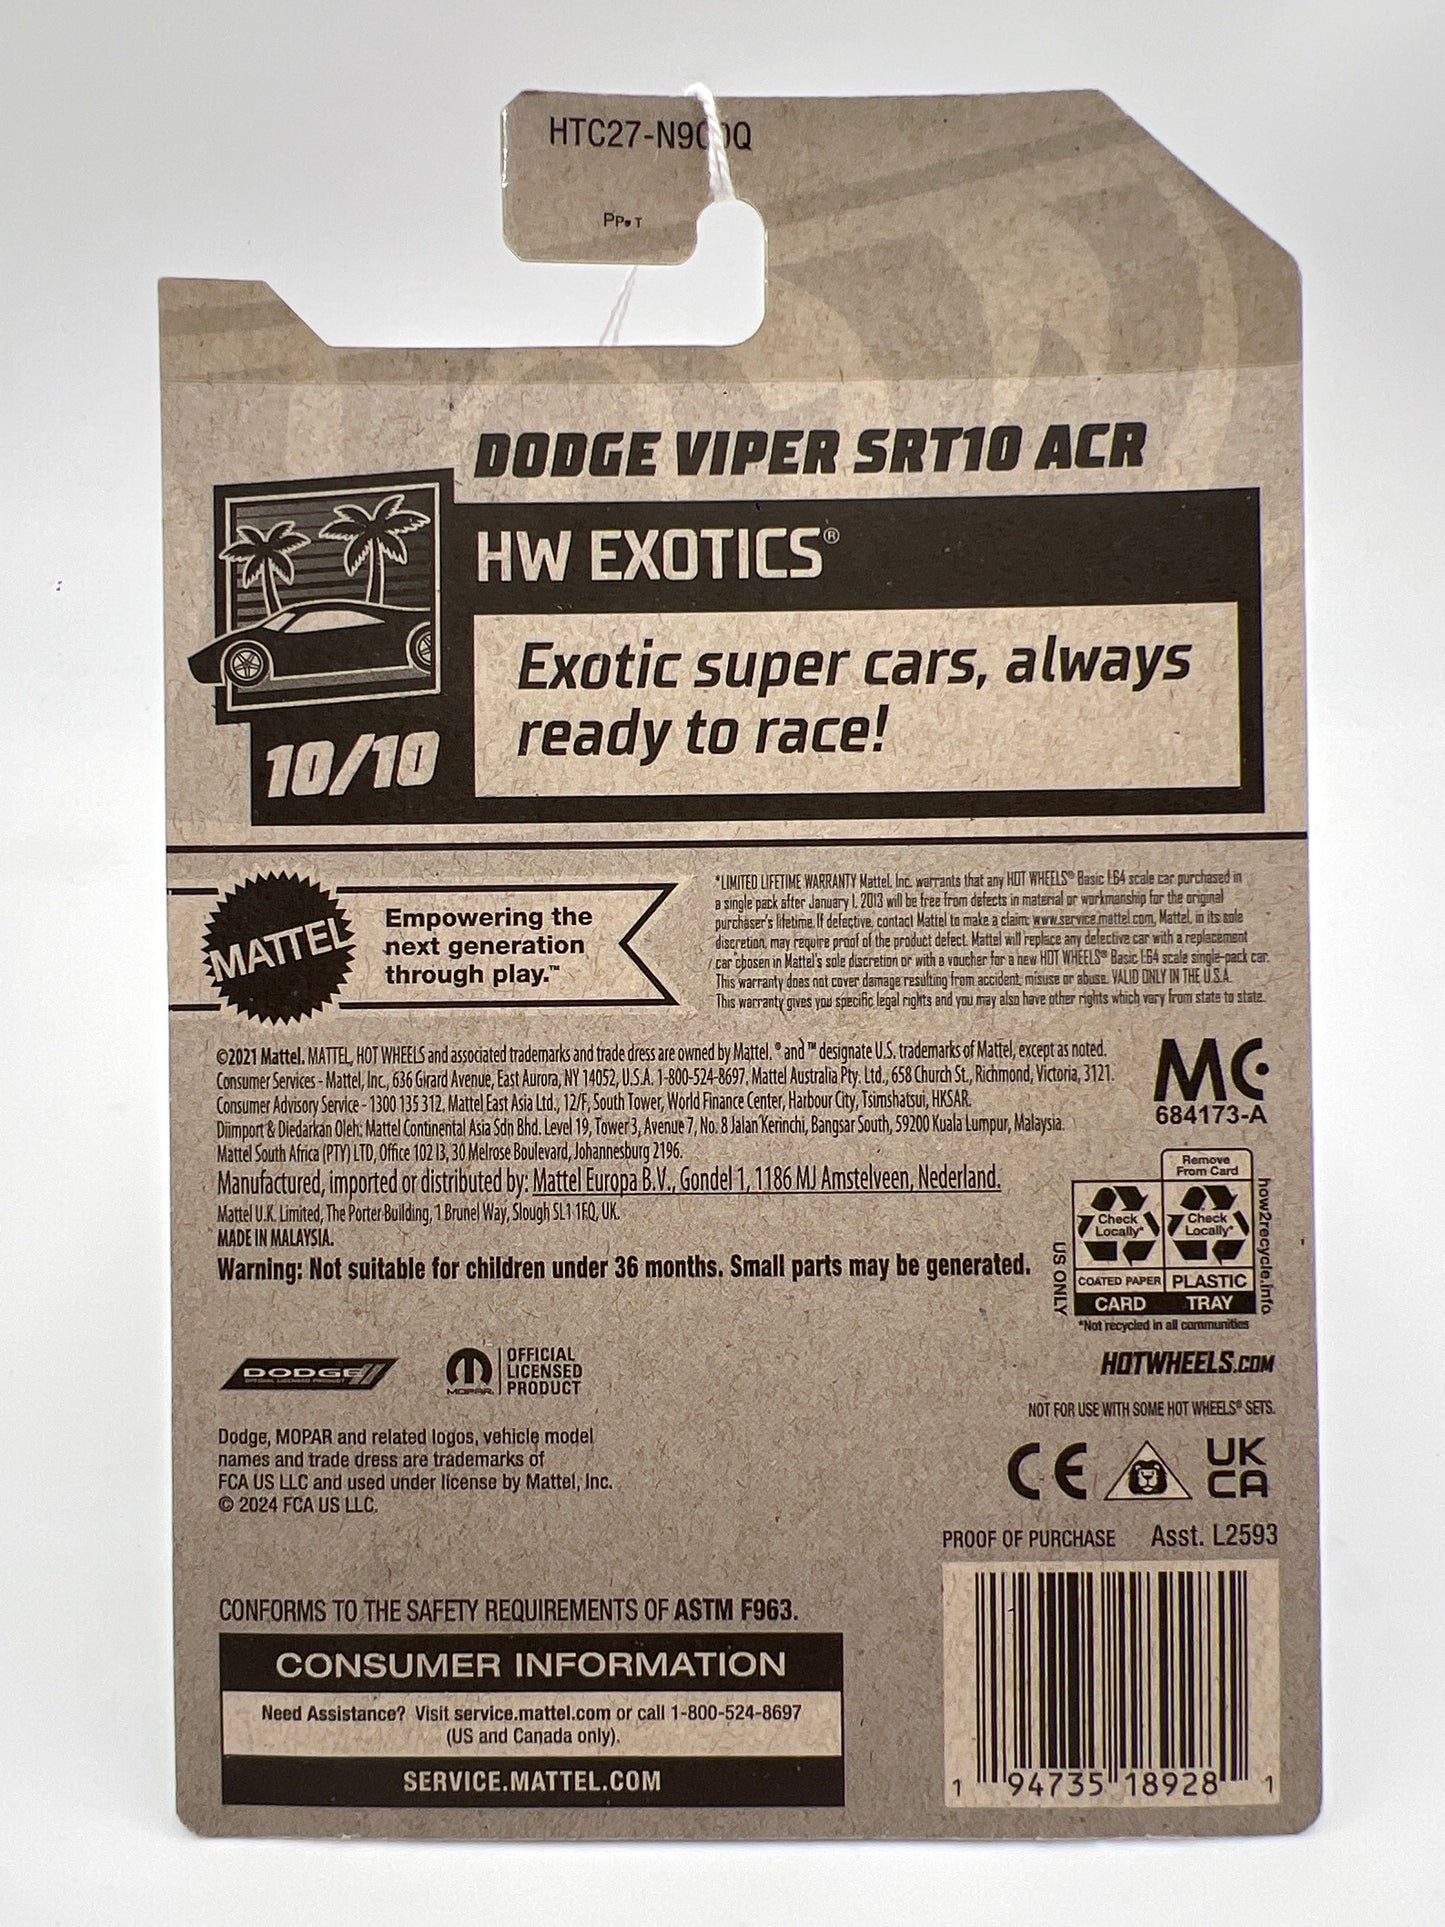 PP.T
DODGE VIPER SRT10 ACR
HW EXOTICS®
Exotic super cars, always
ready to race!
10/10
MATTEL
Empowering the
next generation
through play.™
*LIMITED LIFETIME WARRANTY Mattel, Inc. warrants that any HOT WHEELS® Basic 1:64 scale car purchased in
a single pack after January 1, 2013 will be free from defects in material or workmanship for the original
purchaser's lifetime. If defective, contact Mattel to make a claim: www.service.mattel.com. Mattel, in its sole
discretion, may require proof of the product defect. Mattel will replace any defective car with a replacement
car chosen in Mattel's sole discretion or with a voucher for a new HOT WHEELS® Basic 1:64 scale single-pack car.
This warranty does not cover damage resulting from accident, misuse or abuse. VALID ONLY IN THE U.S.A.
This warranty gives you specific legal rights and you may also have other rights which vary from state to state.
©2021 Mattel. MATTEL, HOT WHEELS and associated trademarks and trade dress are owned by Mattel. ® and ™ designate U.S. trademarks of Mattel, except as noted.
Consumer Services - Mattel, Inc., 636 Girard Avenue, East Aurora, NY 14052, U.S.A. 1-800-524-8697. Mattel Australia Pty. Ltd., 658 Church St., Richmond, Victoria, 3121.
Consumer Advisory Service - 1300 135 312. Mattel East Asia Ltd., 12/F, South Tower, World Finance Center, Harbour City, Tsimshatsui, HKSAR.
Diimport & Diedarkan Oleh: Mattel Continental Asia Sdn Bhd. Level 19, Tower 3, Avenue 7, No. 8 Jalan Kerinchi, Bangsar South, 59200 Kuala Lumpur, Malaysia.
Mattel South Africa (PTY) LTD, Office 102 I3, 30 Melrose Boulevard, Johannesburg 2196.
Manufactured, imported or distributed by: Mattel Europa B.V., Gondel 1, 1186 MJ Amstelveen, Nederland.
Mattel U.K. Limited, The Porter Building, 1 Brunel Way, Slough SL1 1FQ, UK.
MADE IN MALAYSIA.
Warning: Not suitable for children under 36 months. Small parts may be generated.
MC
684173-A
Remove
From Card
Check
Locally*
Check
Locally*
COATED PAPER
PLASTIC
CARD
TRAY
US ONLY
how2recycle.info
*Not recycled in all communities
HOTWHEELS.COM
NOT FOR USE WITH SOME HOT WHEELS® SETS.
DODGE
OFFICIAL LICENSED PRODUCT
MOPAR
OFFICIAL
LICENSED
PRODUCT
Dodge, MOPAR and related logos, vehicle model
names and trade dress are trademarks of
FCA US LLC and used under license by Mattel, Inc.
© 2024 FCA US LLC.
CE
UK
CA
PROOF OF PURCHASE Asst. L2593
1 94735 18928 1
CONFORMS TO THE SAFETY REQUIREMENTS OF ASTM F963.
CONSUMER INFORMATION
Need Assistance? Visit service.mattel.com or call 1-800-524-8697
(US and Canada only).
SERVICE.MATTEL.COM